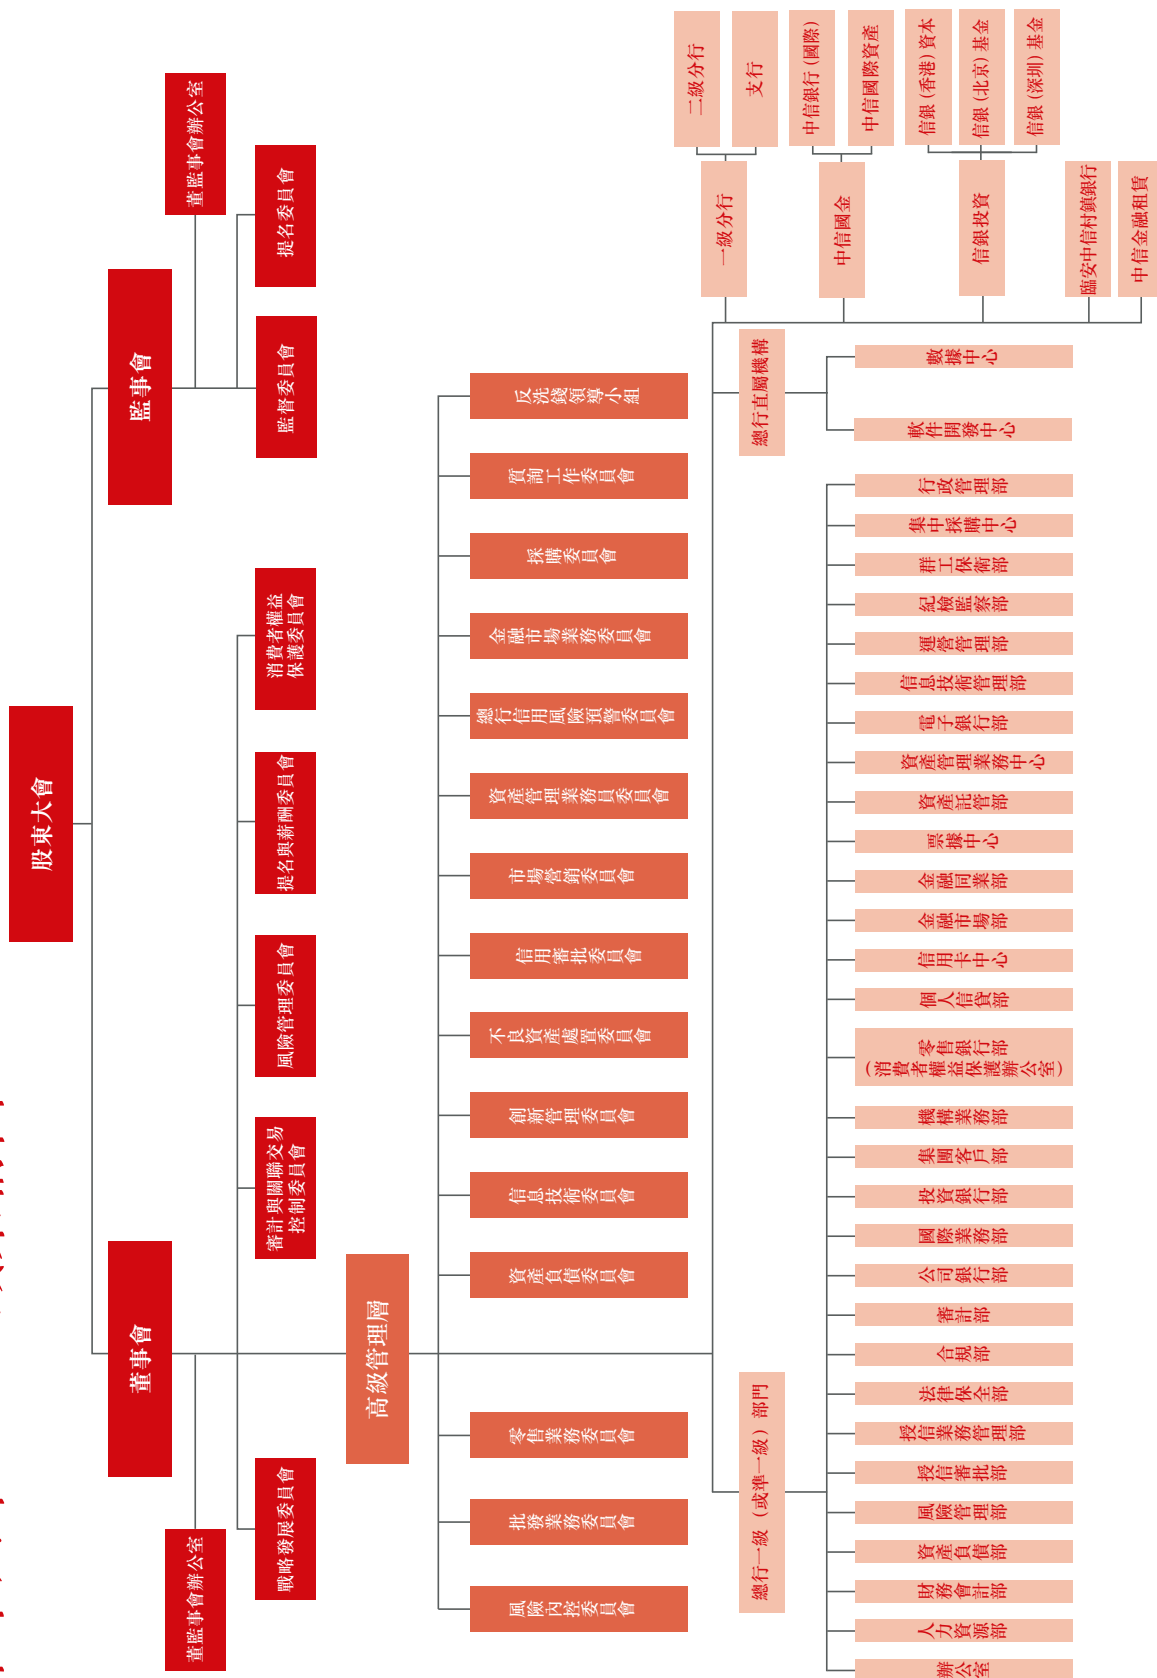 股東大會
董事會
監事會
董監事會辦公室
戰略發展委員會
審計與關聯交易
控制委員會
風險管理委員會
提名與薪酬委員會
消費者權益
保護委員會
監督委員會
提名委員會
董監事會辦公室
高級管理層
風險內控委員會
批發業務委員會
零售業務委員會
資產負債委員會
信息技術委員會
創新管理委員會
不良資產處置委員會
信用審批委員會
市場營銷委員會
資產管理業務員委員會
總行信用風險預警委員會
金融市場業務委員會
採購委員會
質詢工作委員會
反洗錢領導小組
總行一級（或準一級）部門
辦公室
人力資源部
財務會計部
資產負債部
風險管理部
授信審批部
授信業務管理部
法律保全部
合規部
審計部
公司銀行部
國際業務部
投資銀行部
集團客戶部
機構業務部
零售銀行部
（消費者權益保護辦公室）
個人信貸部
信用卡中心
金融市場部
金融同業部
票據中心
資產託管部
資產管理業務中心
電子銀行部
信息技術管理部
運營管理部
紀檢監察部
群工保衛部
集中採購中心
行政管理部
總行直屬機構
軟件開發中心
數據中心
一級分行
二級分行
支行
中信國金
中信銀行（國際）
中信國際資產
信銀投資
信銀（香港）資本
信銀（北京）基金
信銀（深圳）基金
臨安中信村鎮銀行
中信金融租賃